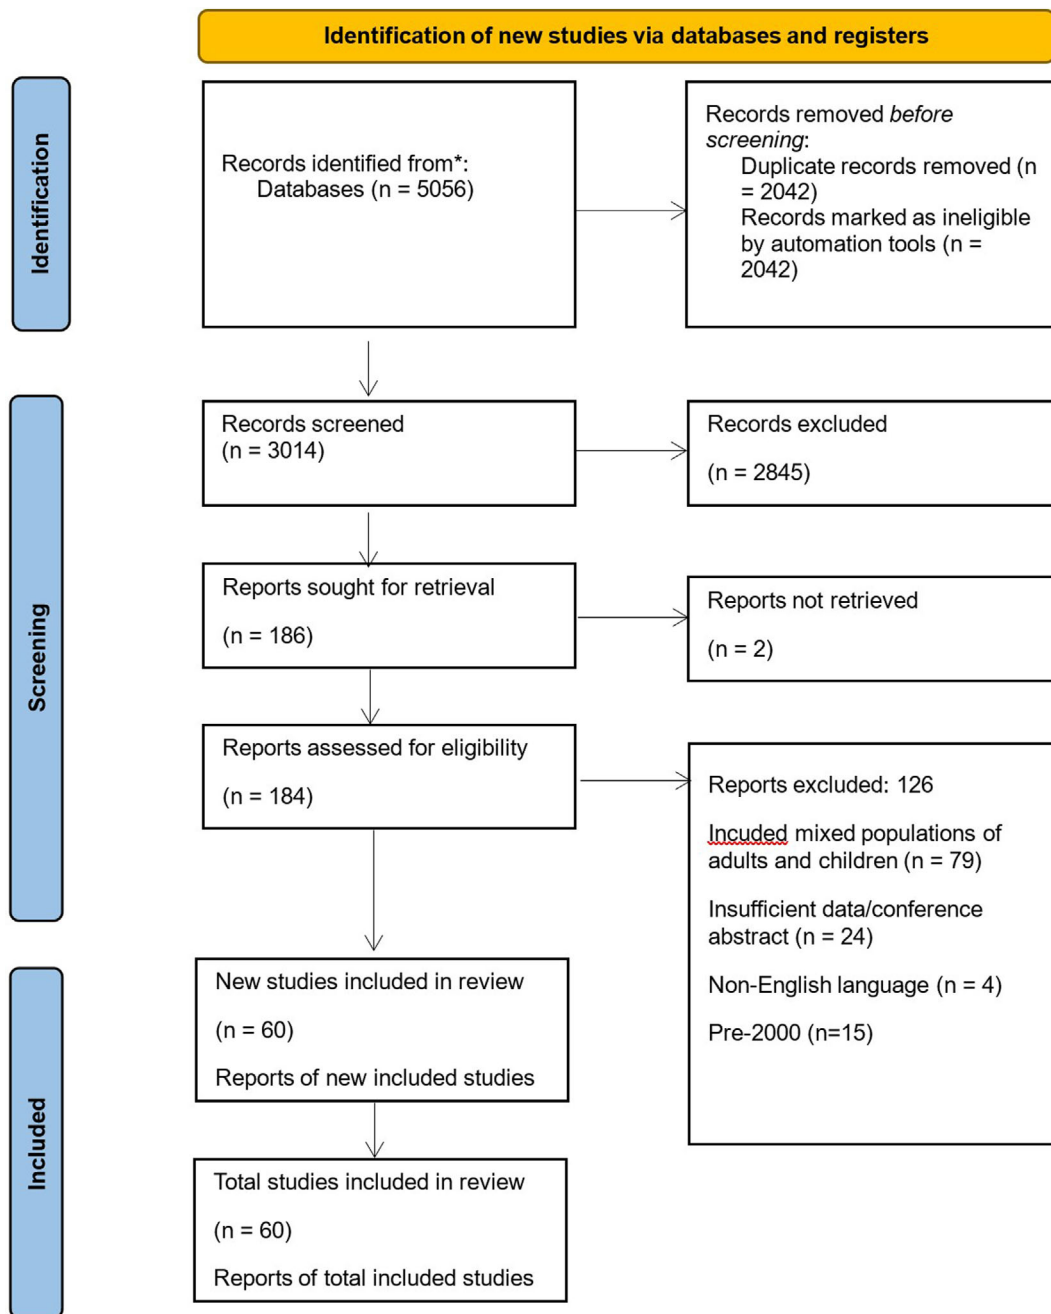 Identification of new studies via databases and registers
Identification
Records identified from*:
Databases (n = 5056)
Records removed before
screening:
Duplicate records removed (n
= 2042)
Records marked as ineligible
by automation tools (n =
2042)
Screening
Records screened
(n = 3014)
Records excluded
(n = 2845)
Reports sought for retrieval
(n = 186)
Reports not retrieved
(n = 2)
Reports assessed for eligibility
(n = 184)
Reports excluded: 126
Incuded mixed populations of
adults and children (n = 79)
Insufficient data/conference
abstract (n = 24)
Non-English language (n = 4)
Pre-2000 (n=15)
Included
New studies included in review
(n = 60)
Reports of new included studies
Total studies included in review
(n = 60)
Reports of total included studies